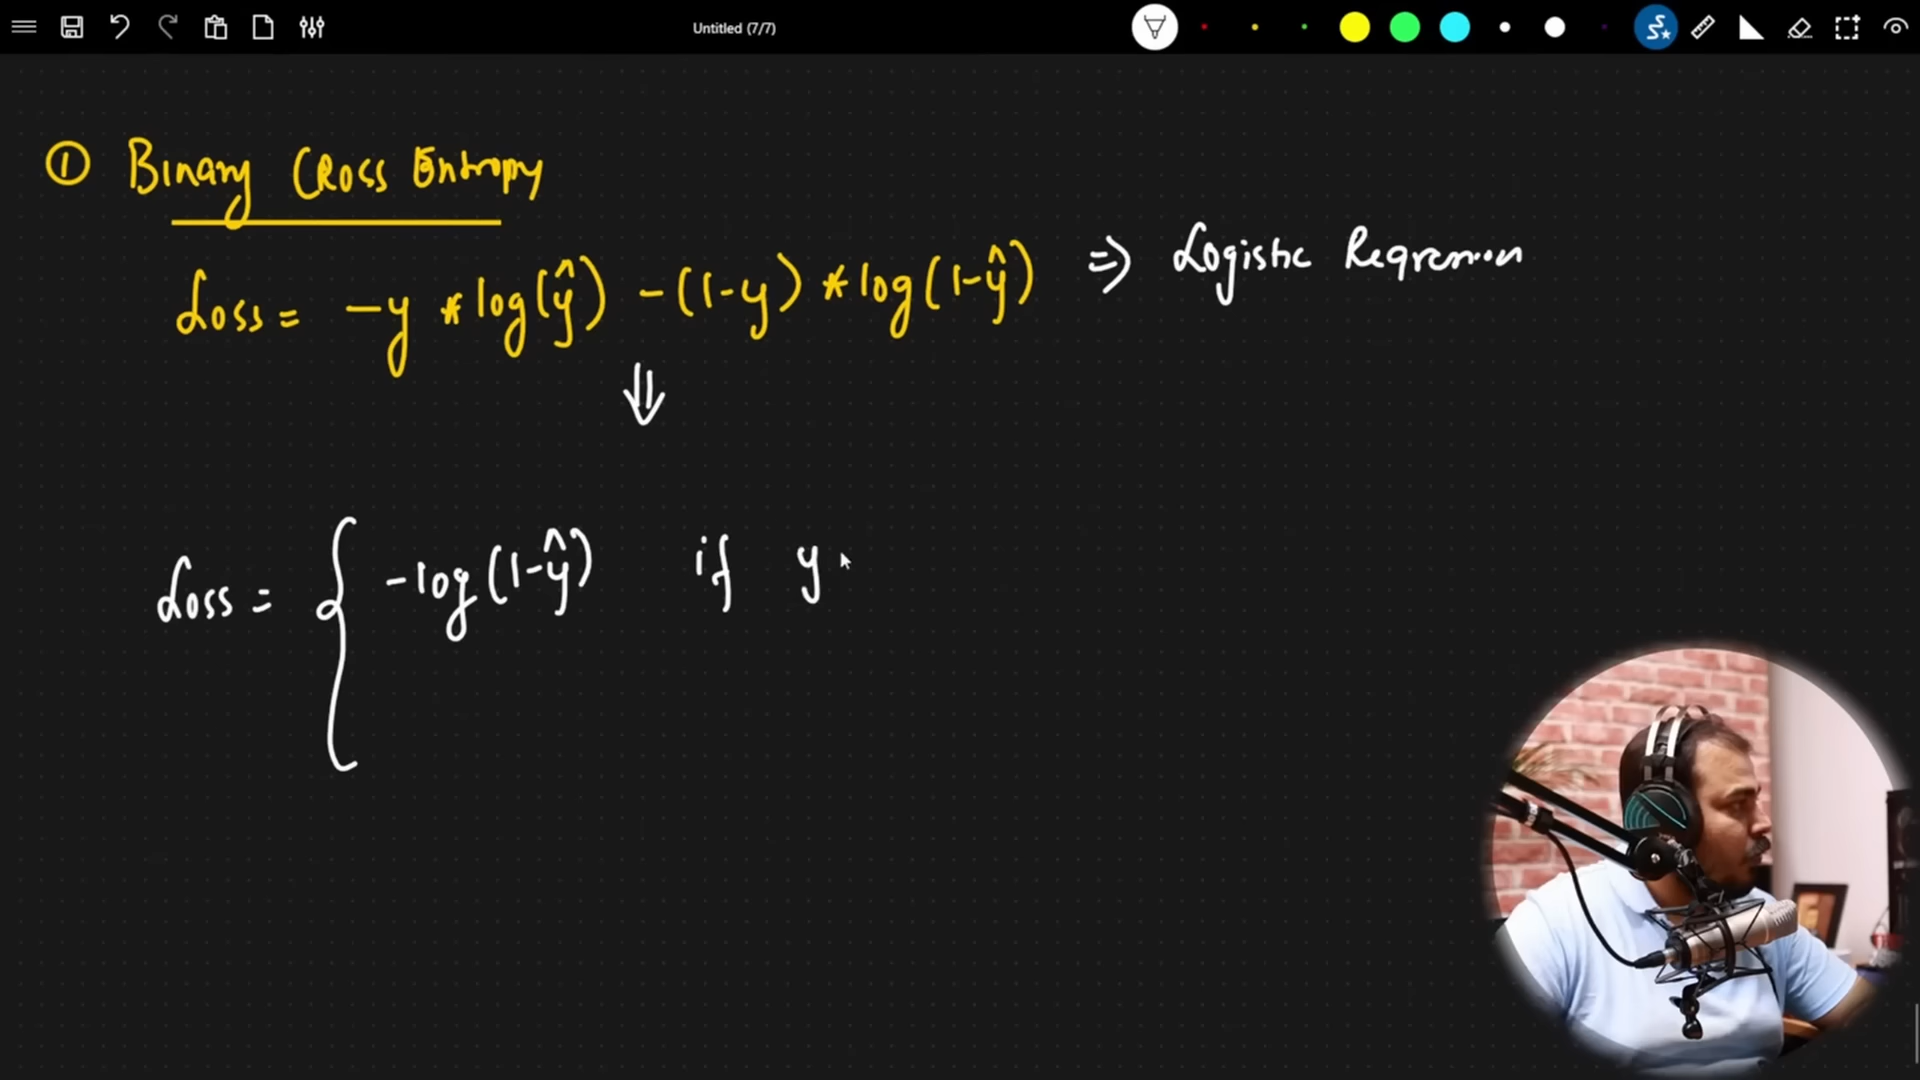 Untitled (7/7)
① Binary Cross Entropy
Loss = -y * log(ŷ) - (1-y) * log(1-ŷ) => Logistic Regression
⇓
Loss = { -log(1-ŷ) if y